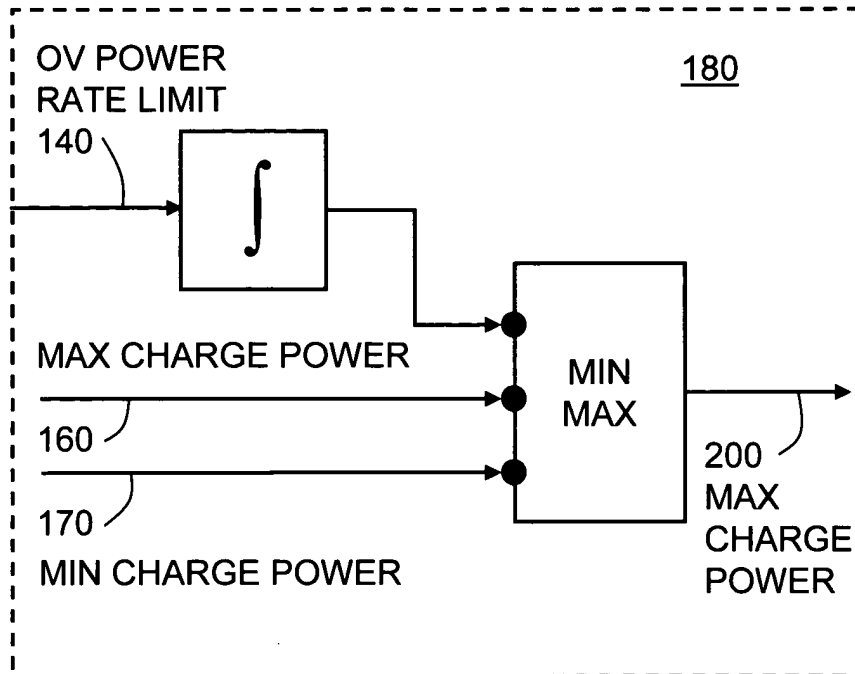 OV POWER
RATE LIMIT
140
180
∫
MAX CHARGE POWER
160
170
MIN CHARGE POWER
MIN
MAX
200
MAX
CHARGE
POWER